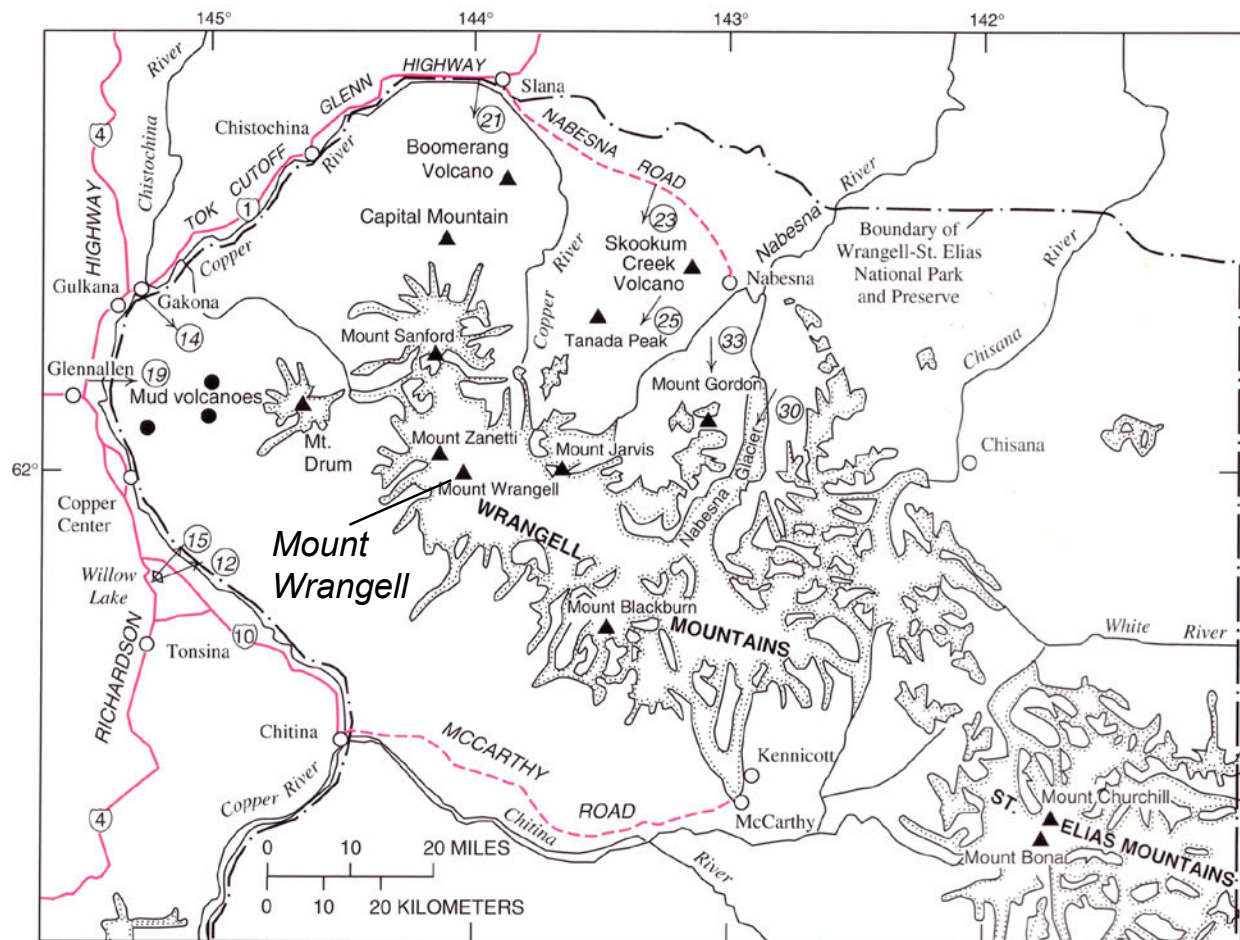 145°
144°
143°
142°
River
HIGHWAY
Slana
GLENN
21
4
Chistochina
CUTOFF
River
NABESNA
ROAD
River
Boomerang
Volcano
Chistochina
HIGHWAY
TOK
1
Capital Mountain
23
Nabesna
Boundary of
Wrangell-St. Elias
National Park
and Preserve
River
Copper
River
Skookum
Creek
Volcano
Nabesna
Gulkana
Gakona
14
Copper
25
Tanada Peak
Chisana
Mount Sanford
33
Glennallen
19
Mud volcanoes
Mount Gordon
30
Mt.
Drum
Mount Zanetti
Mount Jarvis
Glacier
Chisana
62°
Mount Wrangell
Copper
Center
Nabesna
WRANGELL
Mount
Wrangell
15
12
Willow
Lake
Mount Blackburn
MOUNTAINS
White River
10
Tonsina
RICHARDSON
Chitina
MCCARTHY
ROAD
Kennicott
McCarthy
Copper River
Chitina
River
ST.
Mount Churchill
ELIAS MOUNTAINS
Mount Bona
4
0 10 20 MILES
0 10 20 KILOMETERS